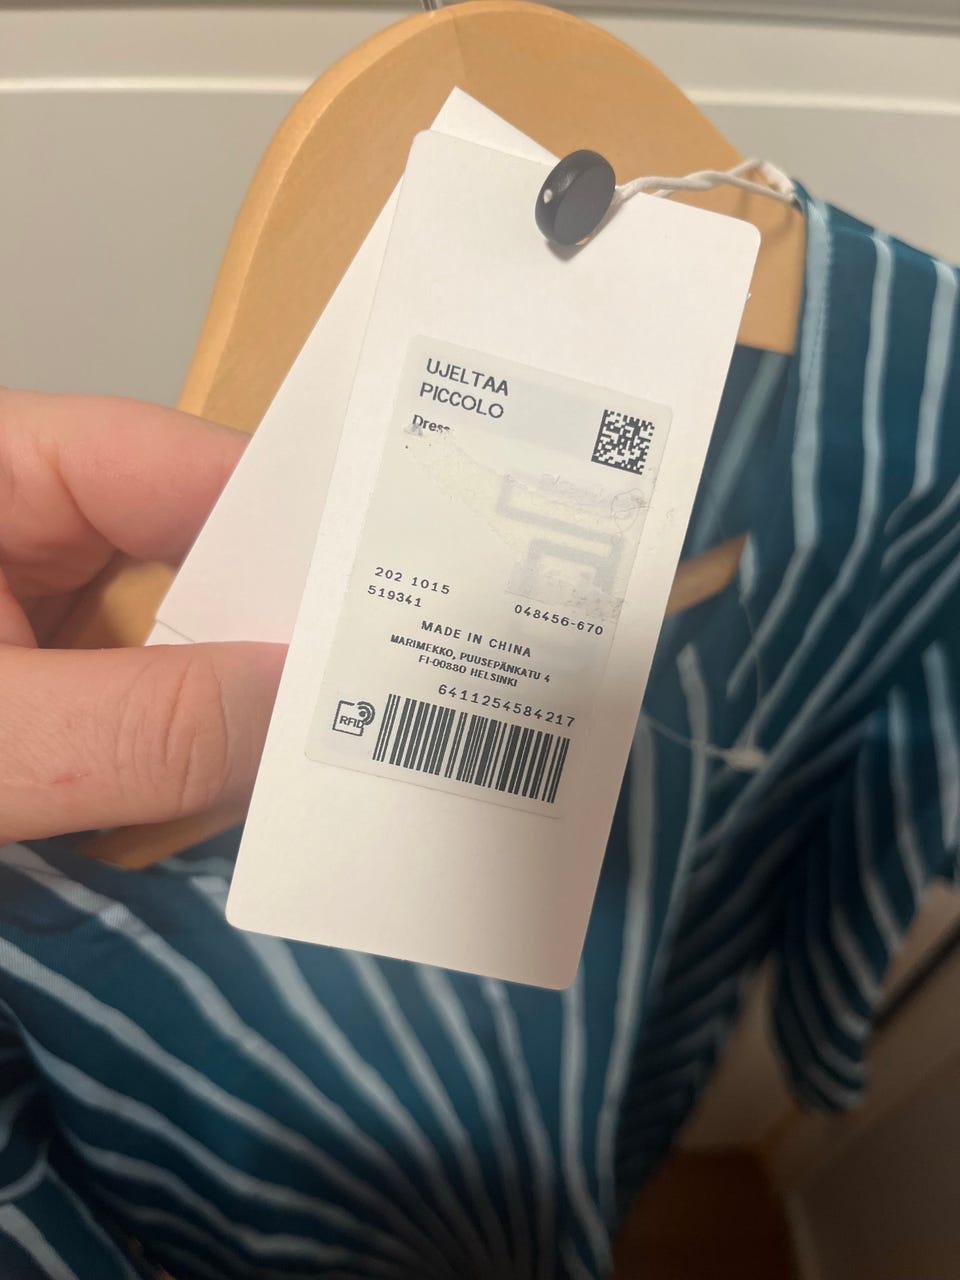 UJELTAA
PICCOLO
Dress
202 1015
519341
048456-670
MADE IN CHINA
MARIMEKKO, PUUSEPÄNKATU 4
FI-00880 HELSINKI
6411254584217
RFID